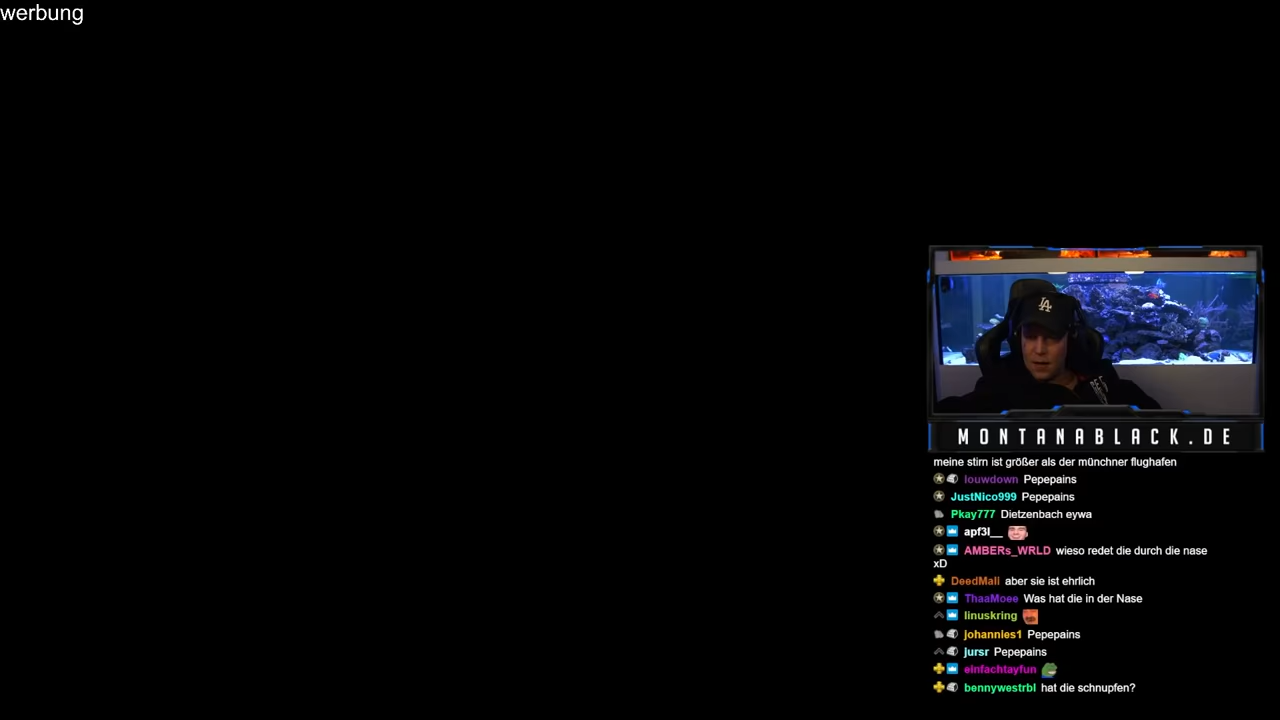 werbung
LA
MONTANABLACK.DE
meine stirn ist größer als der münchner flughafen
louwdown Pepepains
JustNico999 Pepepains
Pkay777 Dietzenbach eywa
apf3l__
AMBERs_WRLD wieso redet die durch die nase
xD
DeedMall aber sie ist ehrlich
ThaaMoee Was hat die in der Nase
linuskring
johannies1 Pepepains
jursr Pepepains
einfachtayfun
bennywestrbl hat die schnupfen?